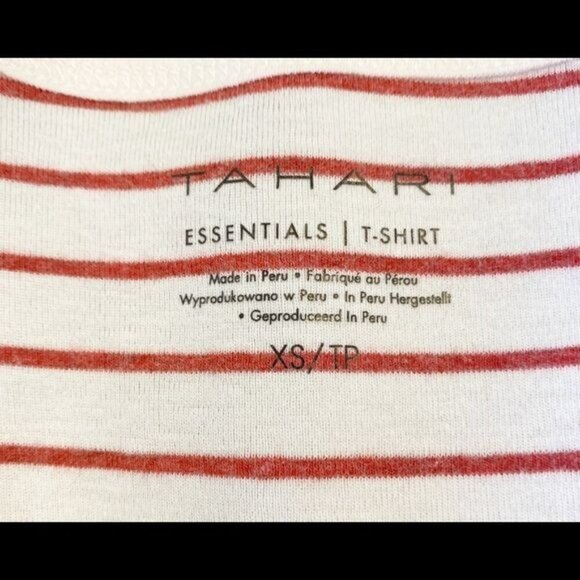 TAHARI
ESSENTIALS | T-SHIRT
Made in Peru • Fabriqué au Pérou
Wyprodukowano w Peru • In Peru Hergestellt
• Geproduceerd In Peru
XS/TP